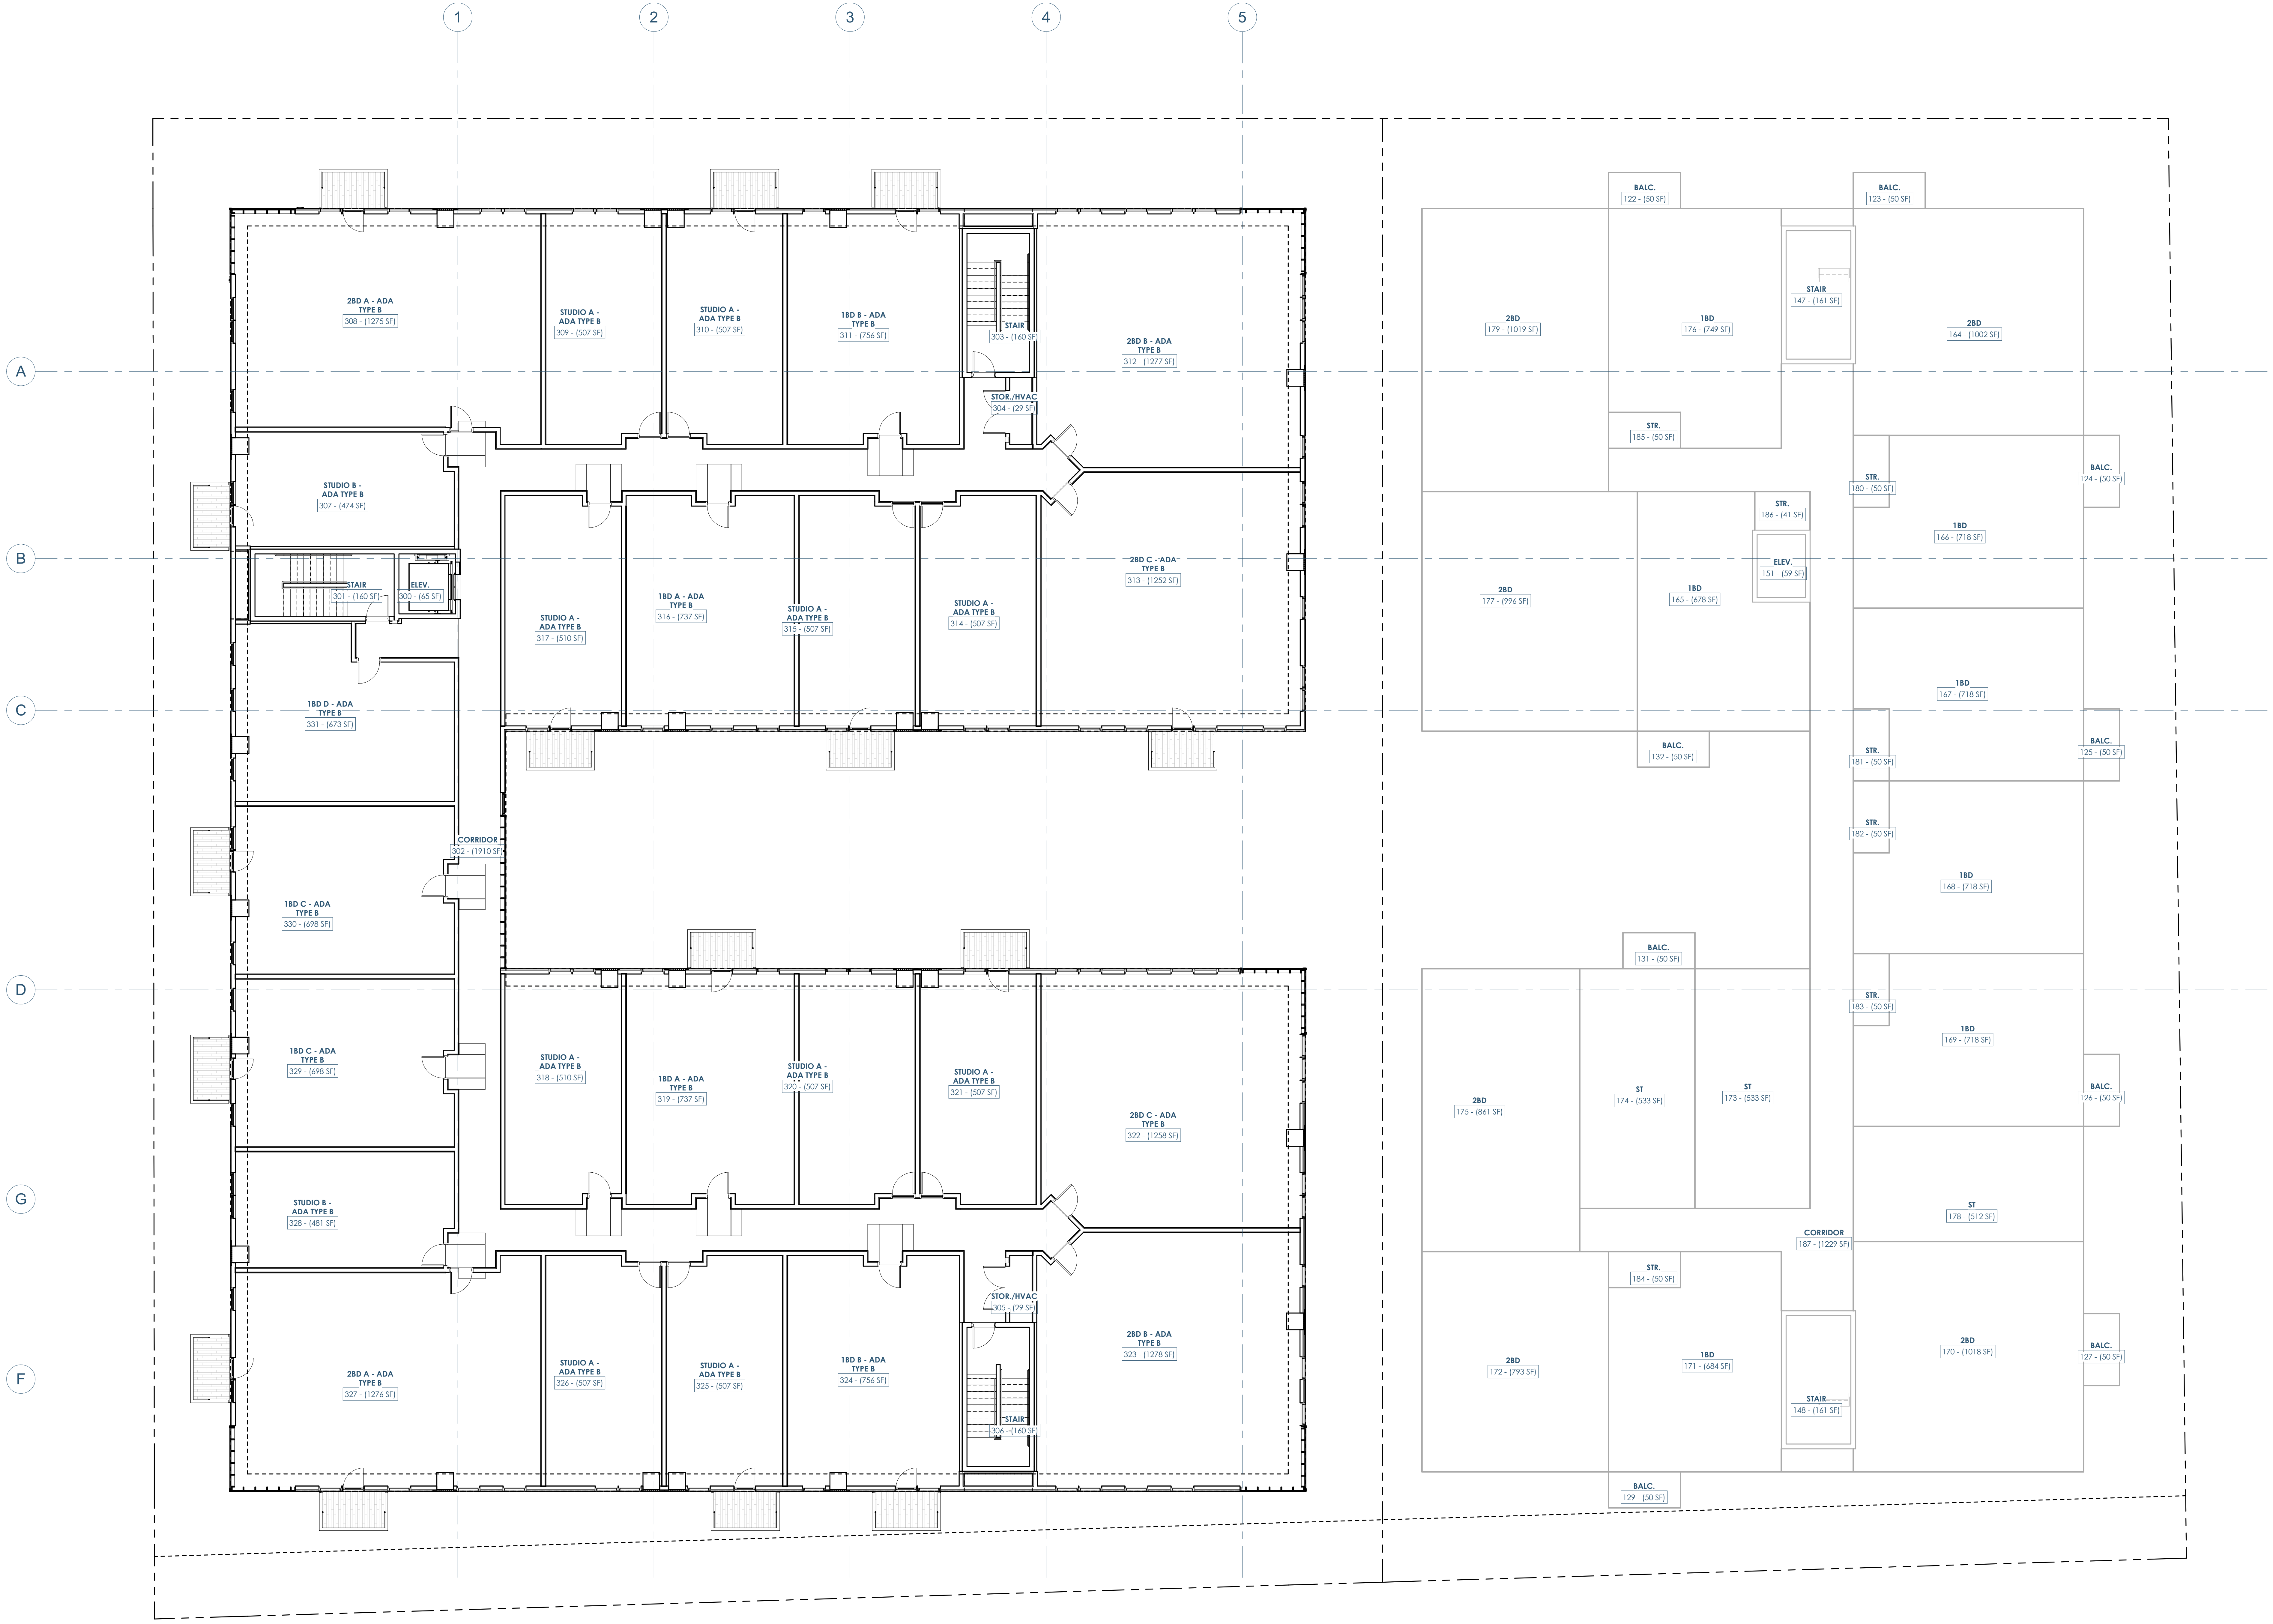 1
2
3
4
5
A
B
C
D
G
F
2BD A - ADA
TYPE B
308 - (1275 SF)
STUDIO A -
ADA TYPE B
309 - (507 SF)
STUDIO A -
ADA TYPE B
310 - (507 SF)
1BD B - ADA
TYPE B
311 - (756 SF)
STAIR
303 - (160 SF)
2BD B - ADA
TYPE B
312 - (1277 SF)
STOR./HVAC
304 - (29 SF)
STUDIO B -
ADA TYPE B
307 - (474 SF)
STAIR
301 - (160 SF)
ELEV.
300 - (65 SF)
STUDIO A -
ADA TYPE B
317 - (510 SF)
1BD A - ADA
TYPE B
316 - (737 SF)
STUDIO A -
ADA TYPE B
315 - (507 SF)
STUDIO A -
ADA TYPE B
314 - (507 SF)
2BD C - ADA
TYPE B
313 - (1252 SF)
1BD D - ADA
TYPE B
331 - (673 SF)
CORRIDOR
302 - (1910 SF)
1BD C - ADA
TYPE B
330 - (698 SF)
1BD C - ADA
TYPE B
329 - (698 SF)
STUDIO A -
ADA TYPE B
318 - (510 SF)
1BD A - ADA
TYPE B
319 - (737 SF)
STUDIO A -
ADA TYPE B
320 - (507 SF)
STUDIO A -
ADA TYPE B
321 - (507 SF)
2BD C - ADA
TYPE B
322 - (1258 SF)
STUDIO B -
ADA TYPE B
328 - (481 SF)
STOR./HVAC
305 - (29 SF)
2BD A - ADA
TYPE B
327 - (1276 SF)
STUDIO A -
ADA TYPE B
326 - (507 SF)
STUDIO A -
ADA TYPE B
325 - (507 SF)
1BD B - ADA
TYPE B
324 - (756 SF)
STAIR
306 - (160 SF)
2BD B - ADA
TYPE B
323 - (1278 SF)
BALC.
122 - (50 SF)
BALC.
123 - (50 SF)
2BD
179 - (1019 SF)
1BD
176 - (749 SF)
STAIR
147 - (161 SF)
2BD
164 - (1002 SF)
STR.
185 - (50 SF)
STR.
180 - (50 SF)
BALC.
124 - (50 SF)
STR.
186 - (41 SF)
1BD
166 - (718 SF)
ELEV.
151 - (59 SF)
2BD
177 - (996 SF)
1BD
165 - (678 SF)
1BD
167 - (718 SF)
BALC.
132 - (50 SF)
STR.
181 - (50 SF)
BALC.
125 - (50 SF)
STR.
182 - (50 SF)
1BD
168 - (718 SF)
BALC.
131 - (50 SF)
STR.
183 - (50 SF)
1BD
169 - (718 SF)
2BD
175 - (861 SF)
ST
174 - (533 SF)
ST
173 - (533 SF)
BALC.
126 - (50 SF)
ST
178 - (512 SF)
CORRIDOR
187 - (1229 SF)
STR.
184 - (50 SF)
2BD
172 - (793 SF)
1BD
171 - (684 SF)
STAIR
148 - (161 SF)
2BD
170 - (1018 SF)
BALC.
127 - (50 SF)
BALC.
129 - (50 SF)